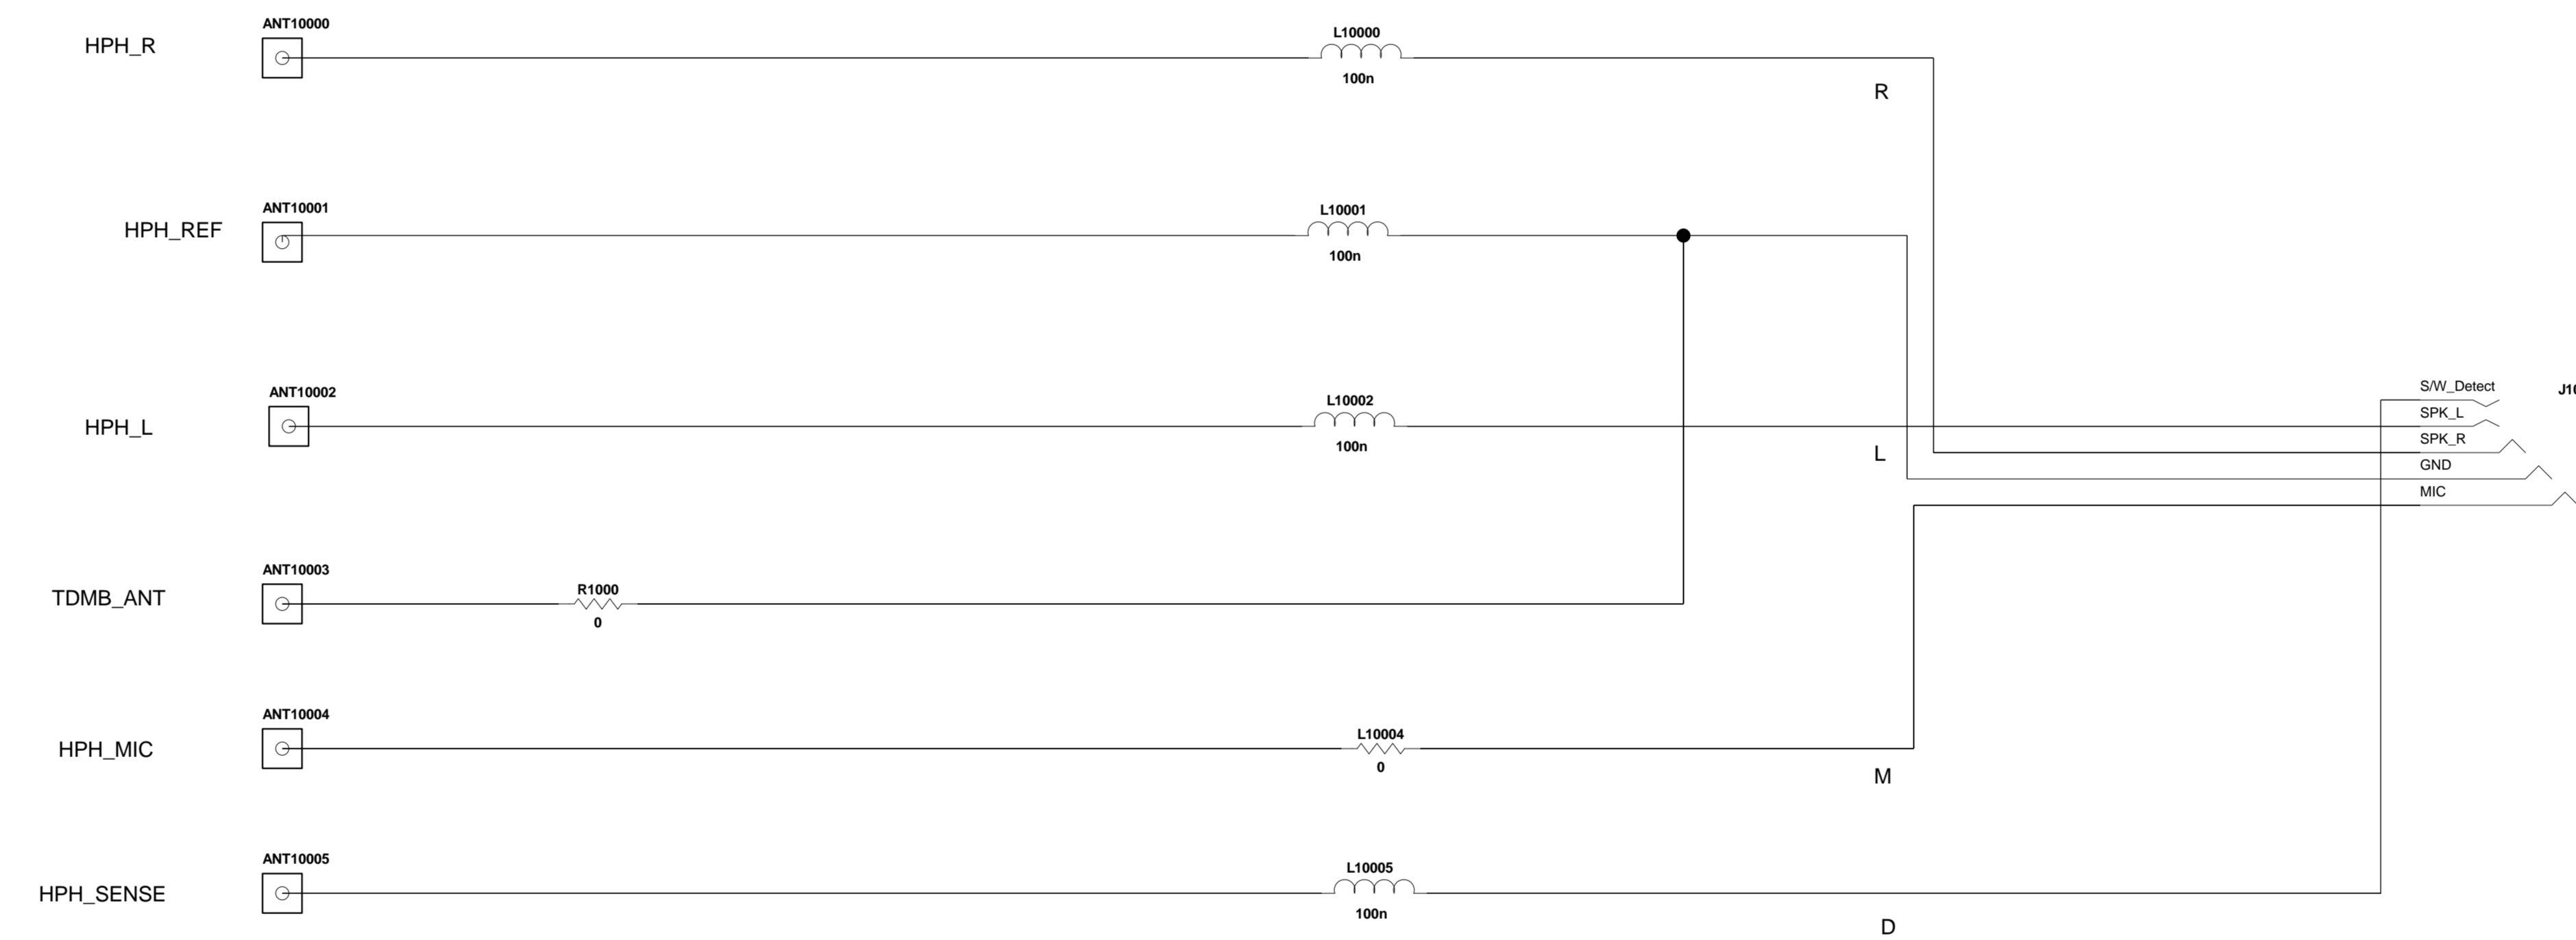 ANT10000
HPH_R
L10000
100n
R
ANT10001
HPH_REF
L10001
100n
ANT10002
HPH_L
L10002
100n
L
S/W_Detect
SPK_L
SPK_R
GND
MIC
ANT10003
TDMB_ANT
R1000
0
ANT10004
HPH_MIC
L10004
0
M
ANT10005
HPH_SENSE
L10005
100n
D